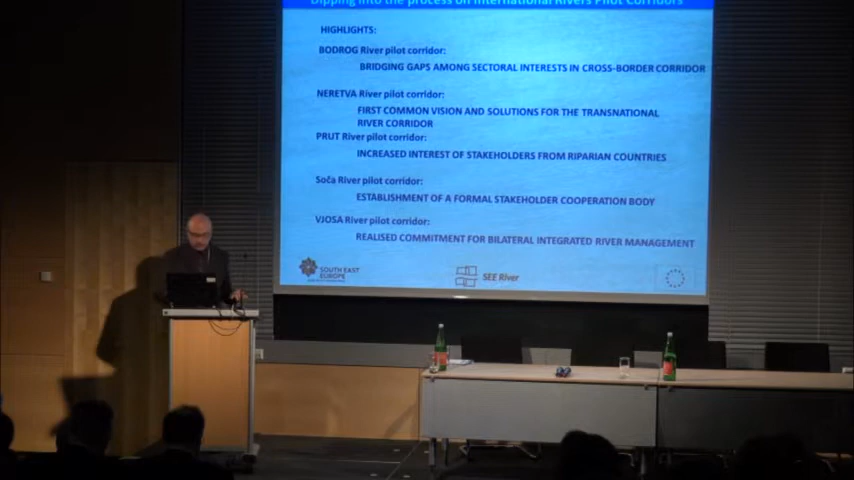 Dipping into the process on International Rivers Pilot Corridors
HIGHLIGHTS:
BODROG River pilot corridor:
BRIDGING GAPS AMONG SECTORAL INTERESTS IN CROSS-BORDER CORRIDOR
NERETVA River pilot corridor:
FIRST COMMON VISION AND SOLUTIONS FOR THE TRANSNATIONAL
RIVER CORRIDOR
PRUT River pilot corridor:
INCREASED INTEREST OF STAKEHOLDERS FROM RIPARIAN COUNTRIES
Soča River pilot corridor:
ESTABLISHMENT OF A FORMAL STAKEHOLDER COOPERATION BODY
VJOSA River pilot corridor:
REALISED COMMITMENT FOR BILATERAL INTEGRATED RIVER MANAGEMENT
SOUTH EAST
EUROPE
SEE River